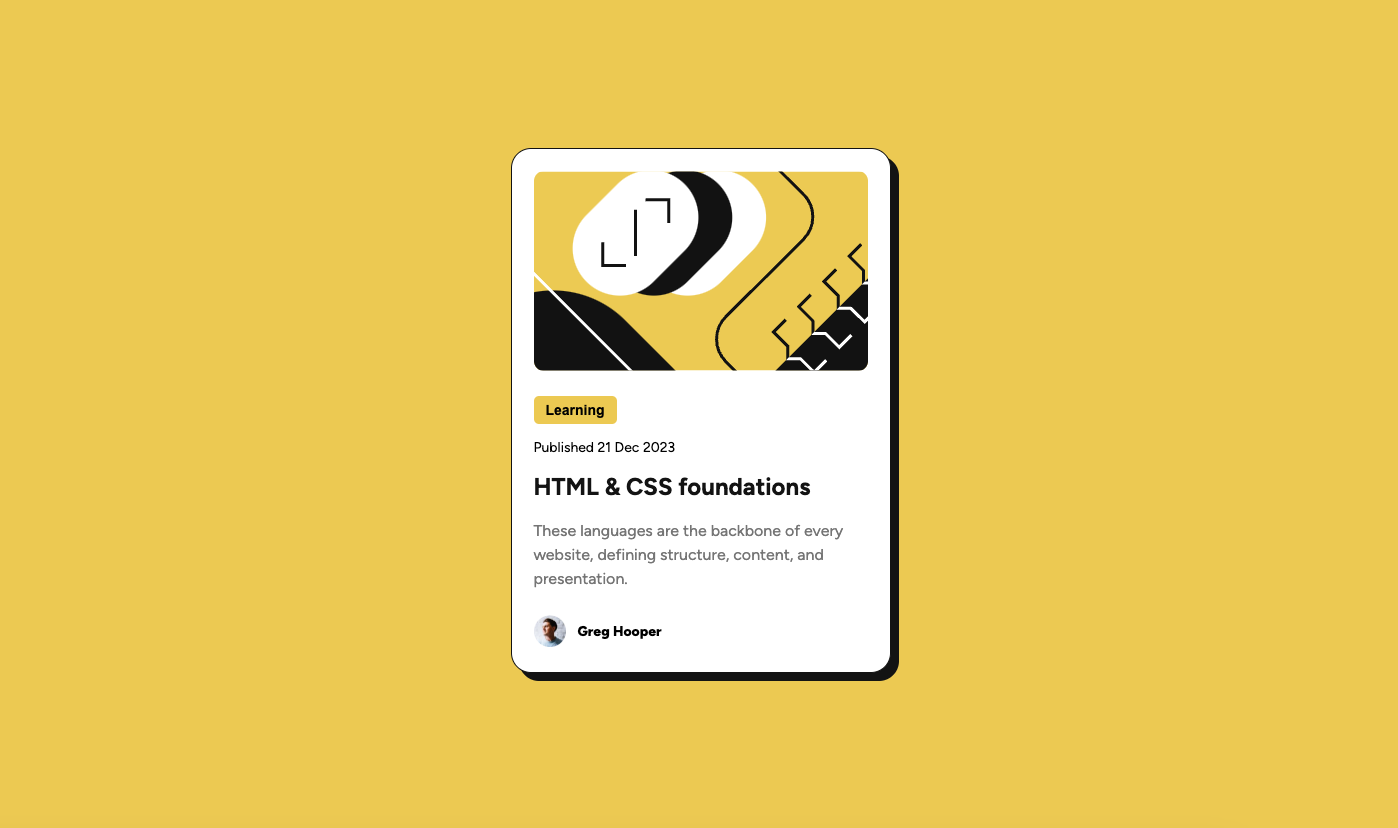 Learning
Published 21 Dec 2023
HTML & CSS foundations
These languages are the backbone of every
website, defining structure, content, and
presentation.
Greg Hooper